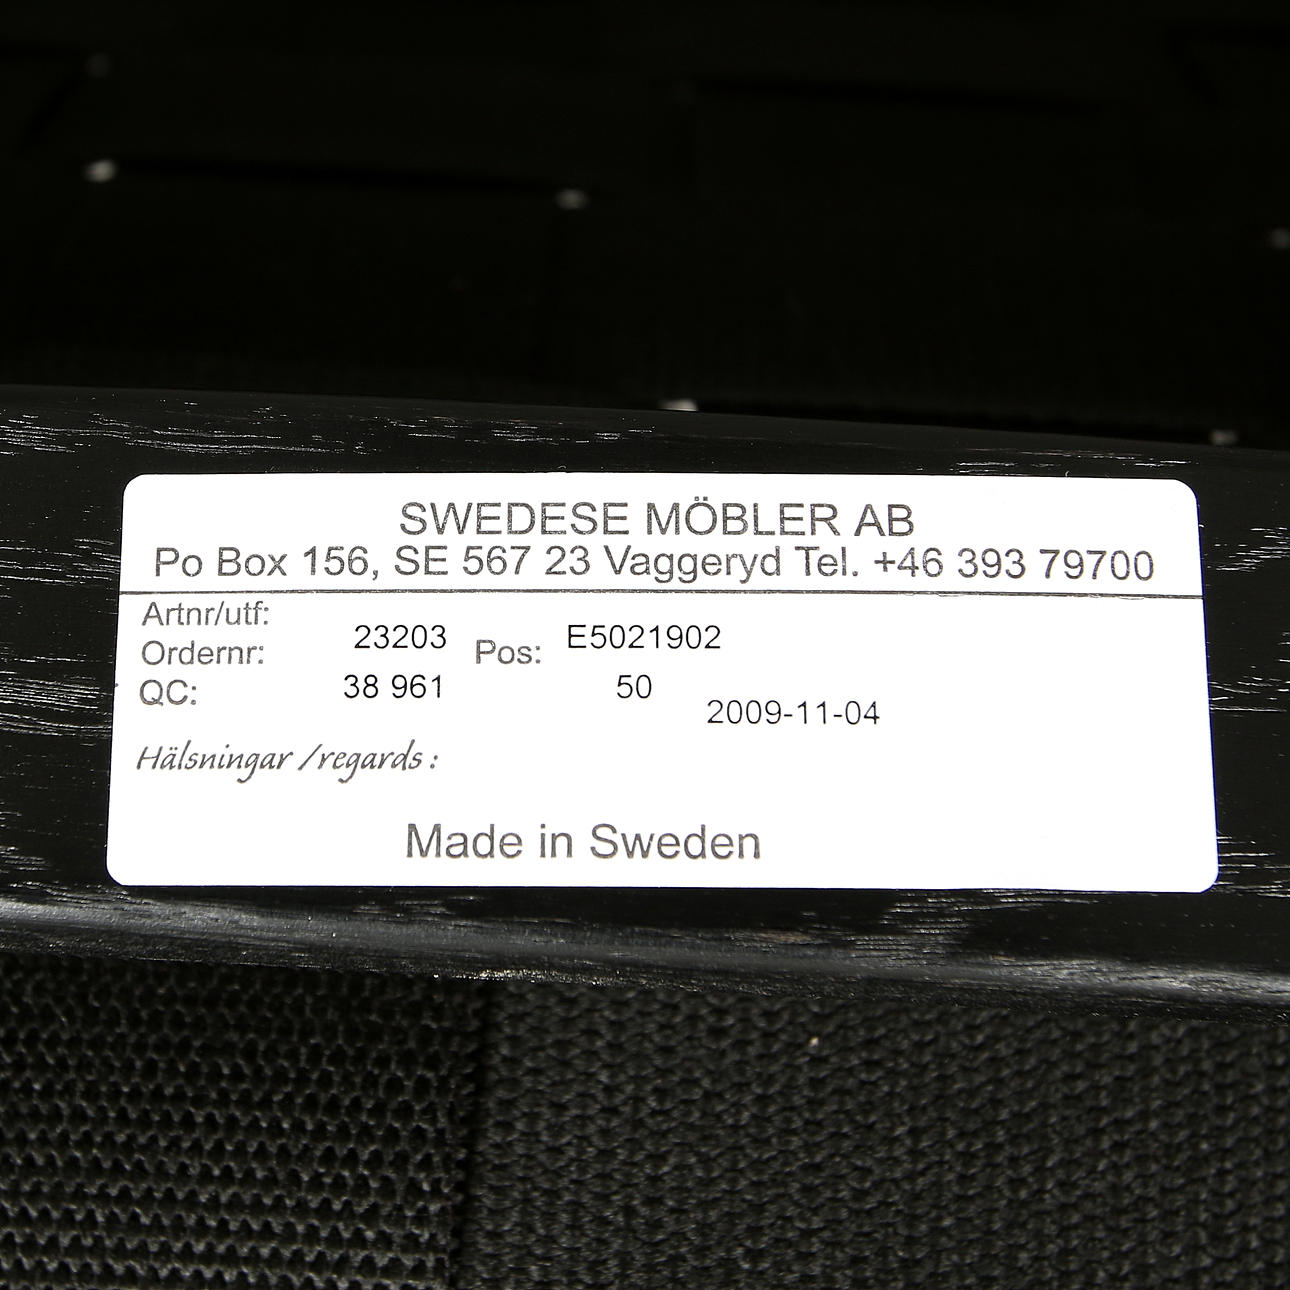 SWEDESE MÖBLER AB
Po Box 156, SE 567 23 Vaggeryd Tel. +46 393 79700
Artnr/utf:
23203 E5021902
Ordernr: Pos:
QC: 38 961 50
2009-11-04
Hälsningar /regards :
Made in Sweden